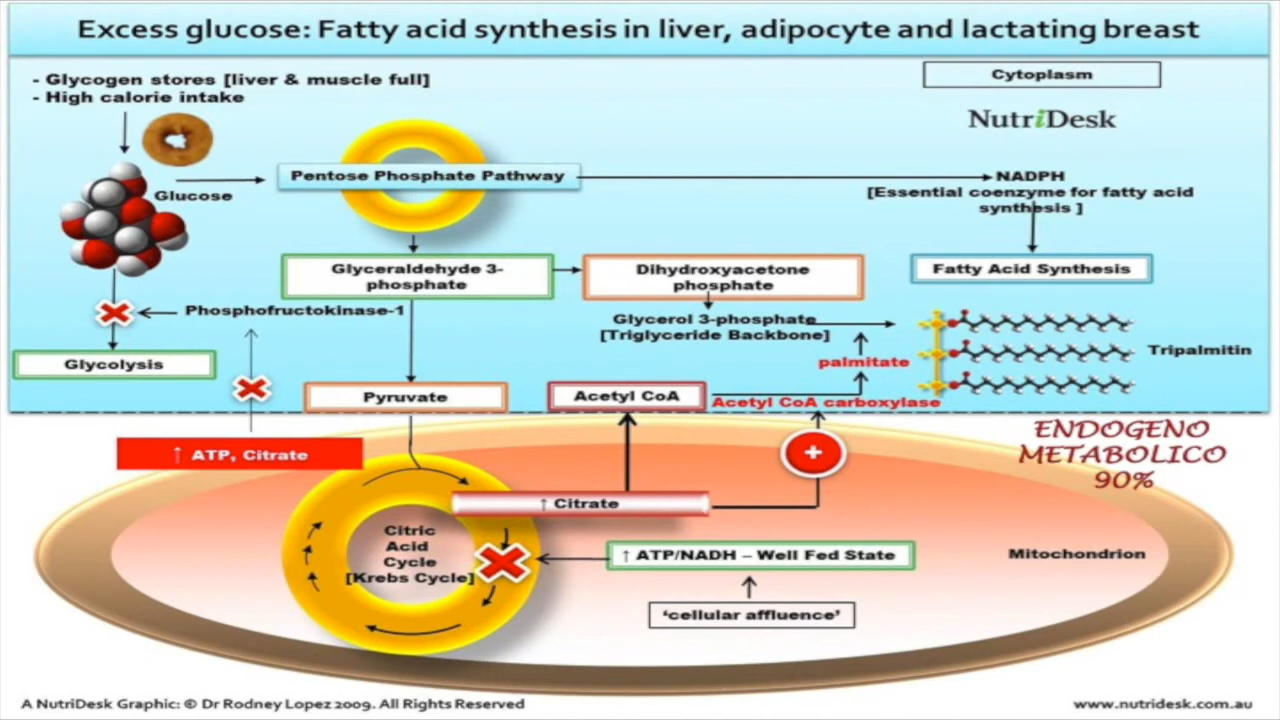 Excess glucose: Fatty acid synthesis in liver, adipocyte and lactating breast
- Glycogen stores [liver & muscle full]
- High calorie intake
Cytoplasm
NutriDesk
Glucose
Pentose Phosphate Pathway
NADPH
[Essential coenzyme for fatty acid
synthesis ]
Glyceraldehyde 3-
phosphate
Dihydroxyacetone
phosphate
Fatty Acid Synthesis
Phosphofructokinase-1
Glycerol 3-phosphate
[Triglyceride Backbone]
Glycolysis
palmitate
Tripalmitin
Pyruvate
Acetyl CoA
Acetyl CoA carboxylase
ENDOGENO
METABOLICO
90%
↑ ATP, Citrate
+
↑ Citrate
Citric
Acid
Cycle
[Krebs Cycle]
↑ ATP/NADH – Well Fed State
Mitochondrion
‘cellular affluence’
A NutriDesk Graphic: © Dr Rodney Lopez 2009. All Rights Reserved
www.nutridesk.com.au